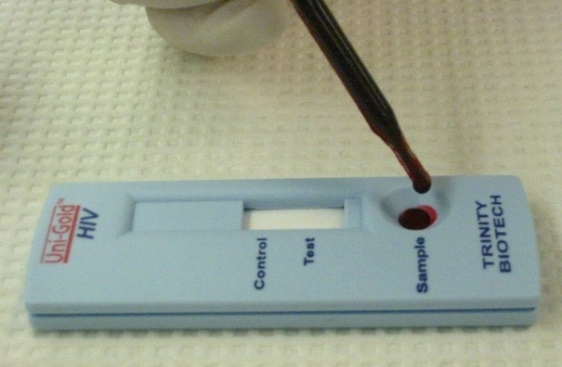 Uni-Gold™
HIV
Control
Test
Sample
TRINITY
BIOTECH